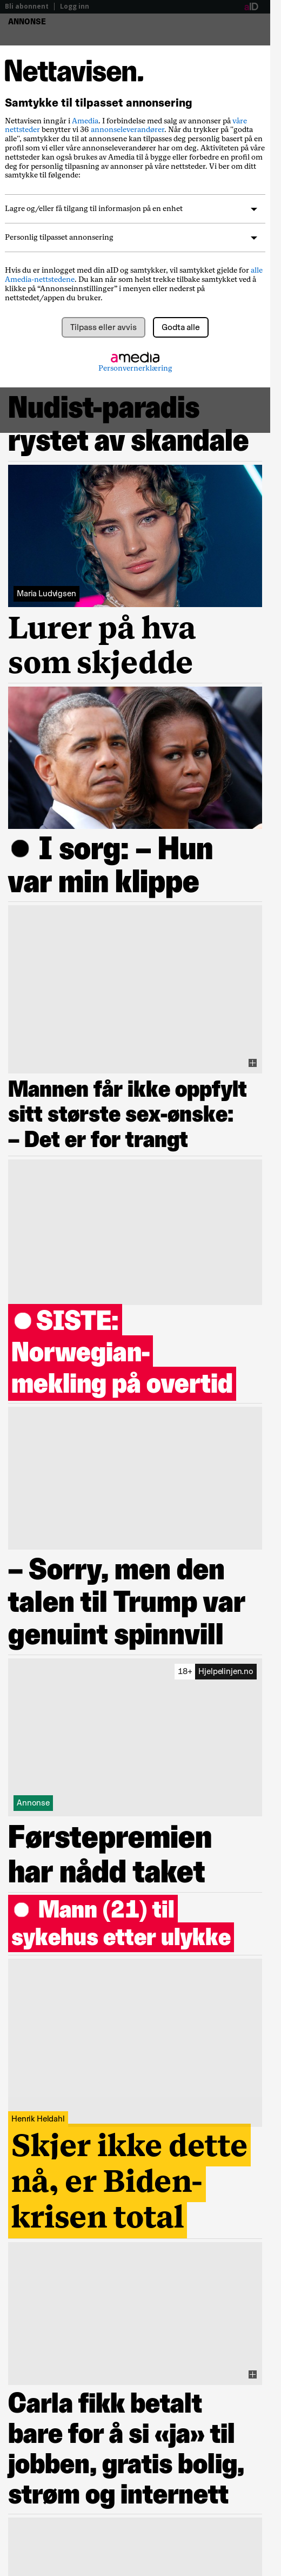 Bli abonnent | Logg inn
aID
ANNONSE
Nettavisen.
Samtykke til tilpasset annonsering
Nettavisen inngår i Amedia. I forbindelse med salg av annonser på våre
nettsteder benytter vi 36 annonseleverandører. Når du trykker på "godta
alle", samtykker du til at annonsene kan tilpasses deg personlig basert på en
profil som vi eller våre annonseleverandører har om deg. Aktiviteten på våre
nettsteder kan også brukes av Amedia til å bygge eller forbedre en profil om
deg for personlig tilpasning av annonser på våre nettsteder. Vi ber om ditt
samtykke til følgende:
Lagre og/eller få tilgang til informasjon på en enhet
Personlig tilpasset annonsering
Hvis du er innlogget med din aID og samtykker, vil samtykket gjelde for alle
Amedia-nettstedene. Du kan når som helst trekke tilbake samtykket ved å
klikke på “Annonseinnstillinger” i menyen eller nederst på
nettstedet/appen du bruker.
Tilpass eller avvis
Godta alle
amedia
Personvernerklæring
Nudist-paradis
rystet av skandale
Maria Ludvigsen
Lurer på hva
som skjedde
● I sorg: – Hun
var min klippe
Mannen får ikke oppfylt
sitt største sex-ønske:
– Det er for trangt
● SISTE:
Norwegian-
mekling på overtid
– Sorry, men den
talen til Trump var
genuint spinnvill
18+ Hjelpelinjen.no
Annonse
Førstepremien
har nådd taket
● Mann (21) til
sykehus etter ulykke
Henrik Heldahl
Skjer ikke dette
nå, er Biden-
krisen total
Carla fikk betalt
bare for å si «ja» til
jobben, gratis bolig,
strøm og internett